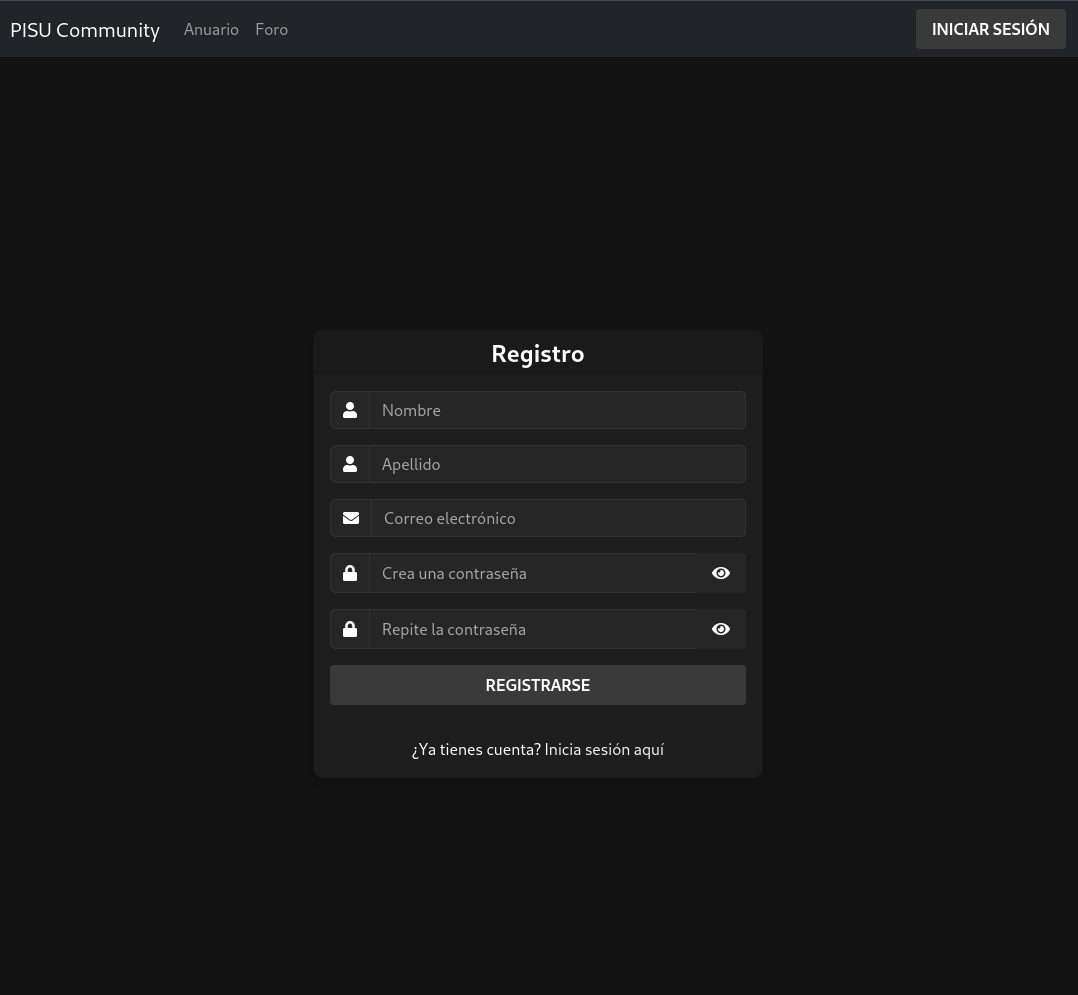 PISU Community Anuario Foro INICIAR SESIÓN
Registro
Nombre
Apellido
Correo electrónico
Crea una contraseña
Repite la contraseña
REGISTRARSE
¿Ya tienes cuenta? Inicia sesión aquí